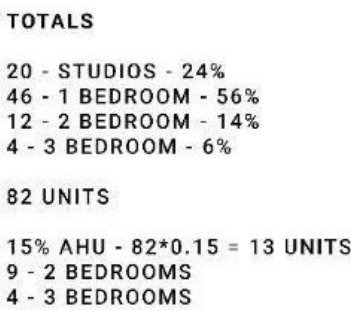 TOTALS
20 - STUDIOS - 24%
46 - 1 BEDROOM - 56%
12 - 2 BEDROOM - 14%
4 - 3 BEDROOM - 6%
82 UNITS
15% AHU - 82*0.15 = 13 UNITS
9 - 2 BEDROOMS
4 - 3 BEDROOMS